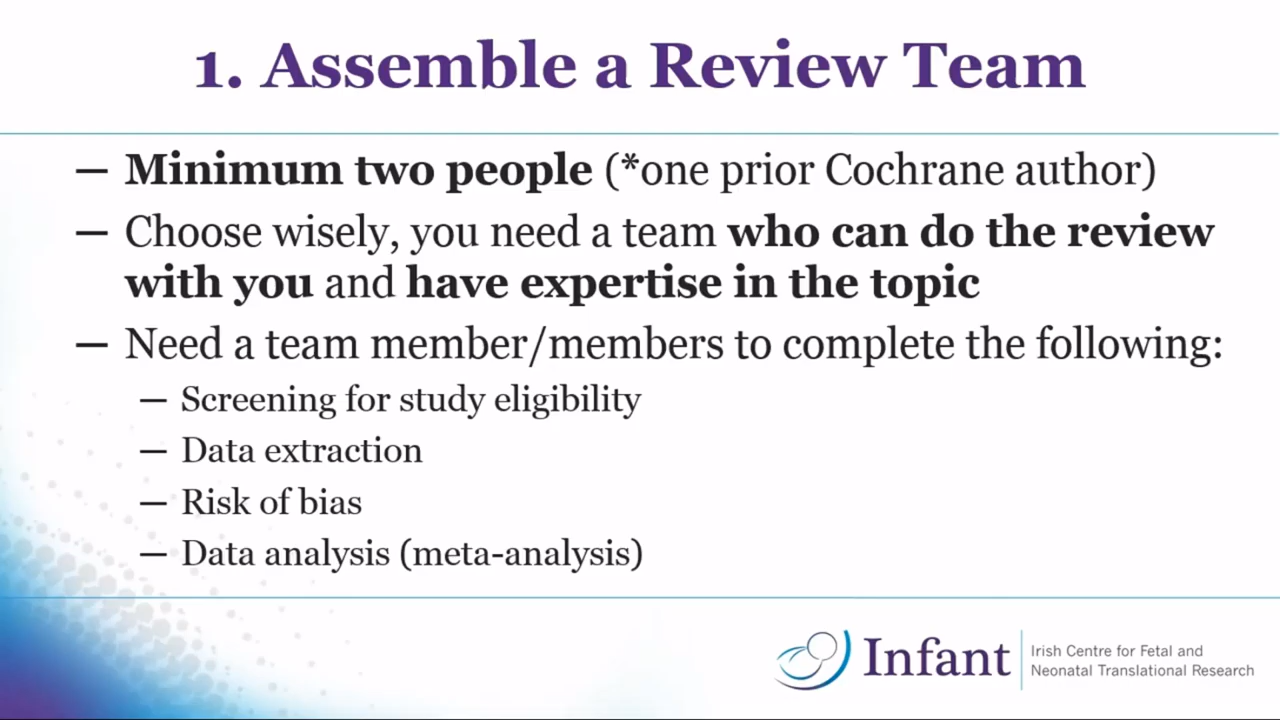 1. Assemble a Review Team
— Minimum two people (*one prior Cochrane author)
— Choose wisely, you need a team who can do the review
with you and have expertise in the topic
— Need a team member/members to complete the following:
— Screening for study eligibility
— Data extraction
— Risk of bias
— Data analysis (meta-analysis)
Infant
Irish Centre for Fetal and
Neonatal Translational Research